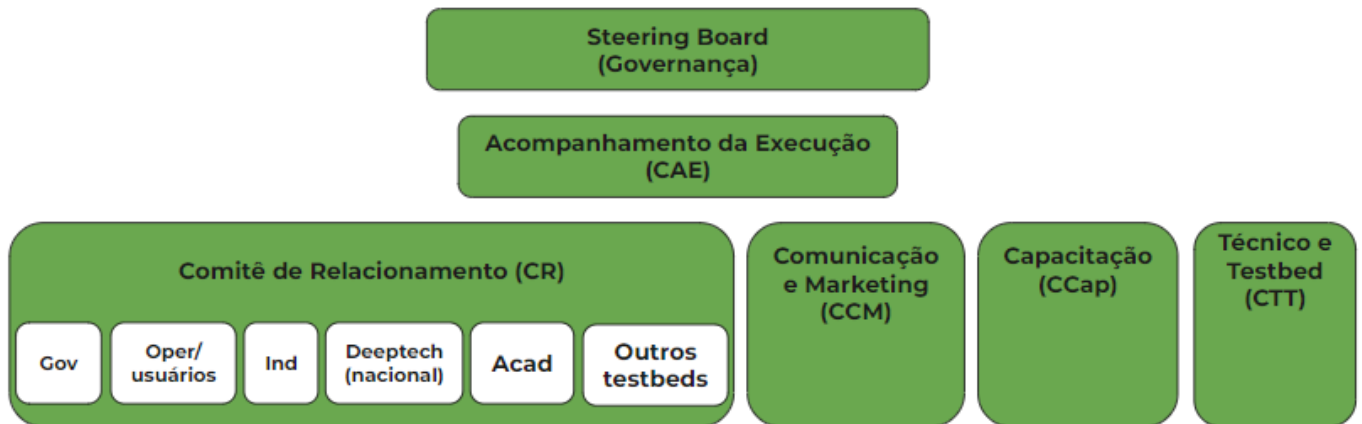 Steering Board
(Governança)
Acompanhamento da Execução
(CAE)
Comitê de Relacionamento (CR)
Gov
Oper/
usuários
Ind
Deeptech
(nacional)
Acad
Outros
testbeds
Comunicação
e Marketing
(CCM)
Capacitação
(CCap)
Técnico e
Testbed
(CTT)